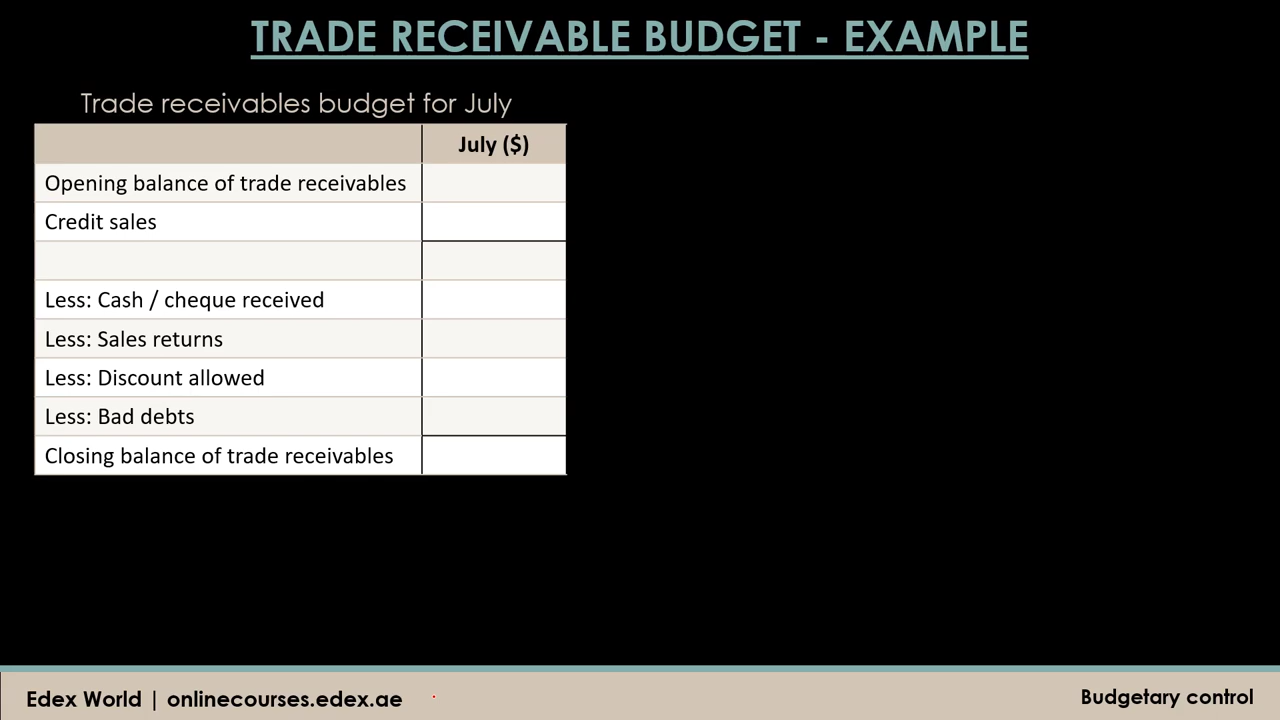 TRADE RECEIVABLE BUDGET - EXAMPLE
Trade receivables budget for July
July ($)
Opening balance of trade receivables
Credit sales
Less: Cash / cheque received
Less: Sales returns
Less: Discount allowed
Less: Bad debts
Closing balance of trade receivables
Edex World | onlinecourses.edex.ae
Budgetary control